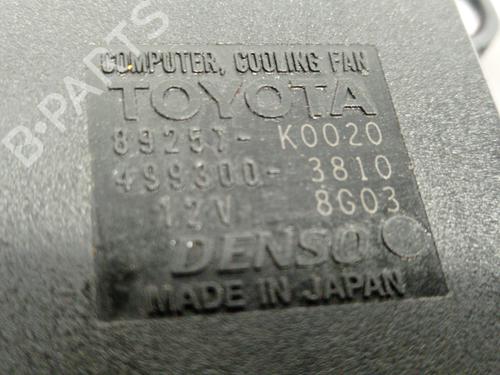 COMPUTER, COOLING FAN
TOYOTA
89257-K0020
499300-3810
12V 8G03
DENSO
MADE IN JAPAN
B-PARTS